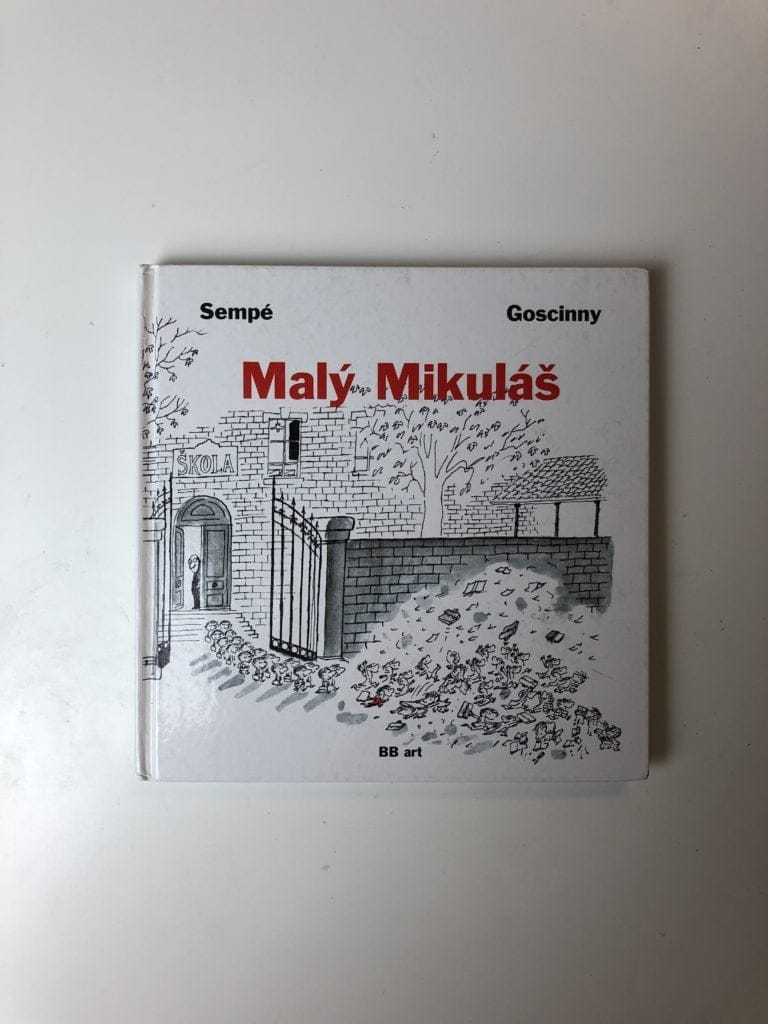 Sempé Goscinny
Malý Mikuláš
ŠKOLA
BB art